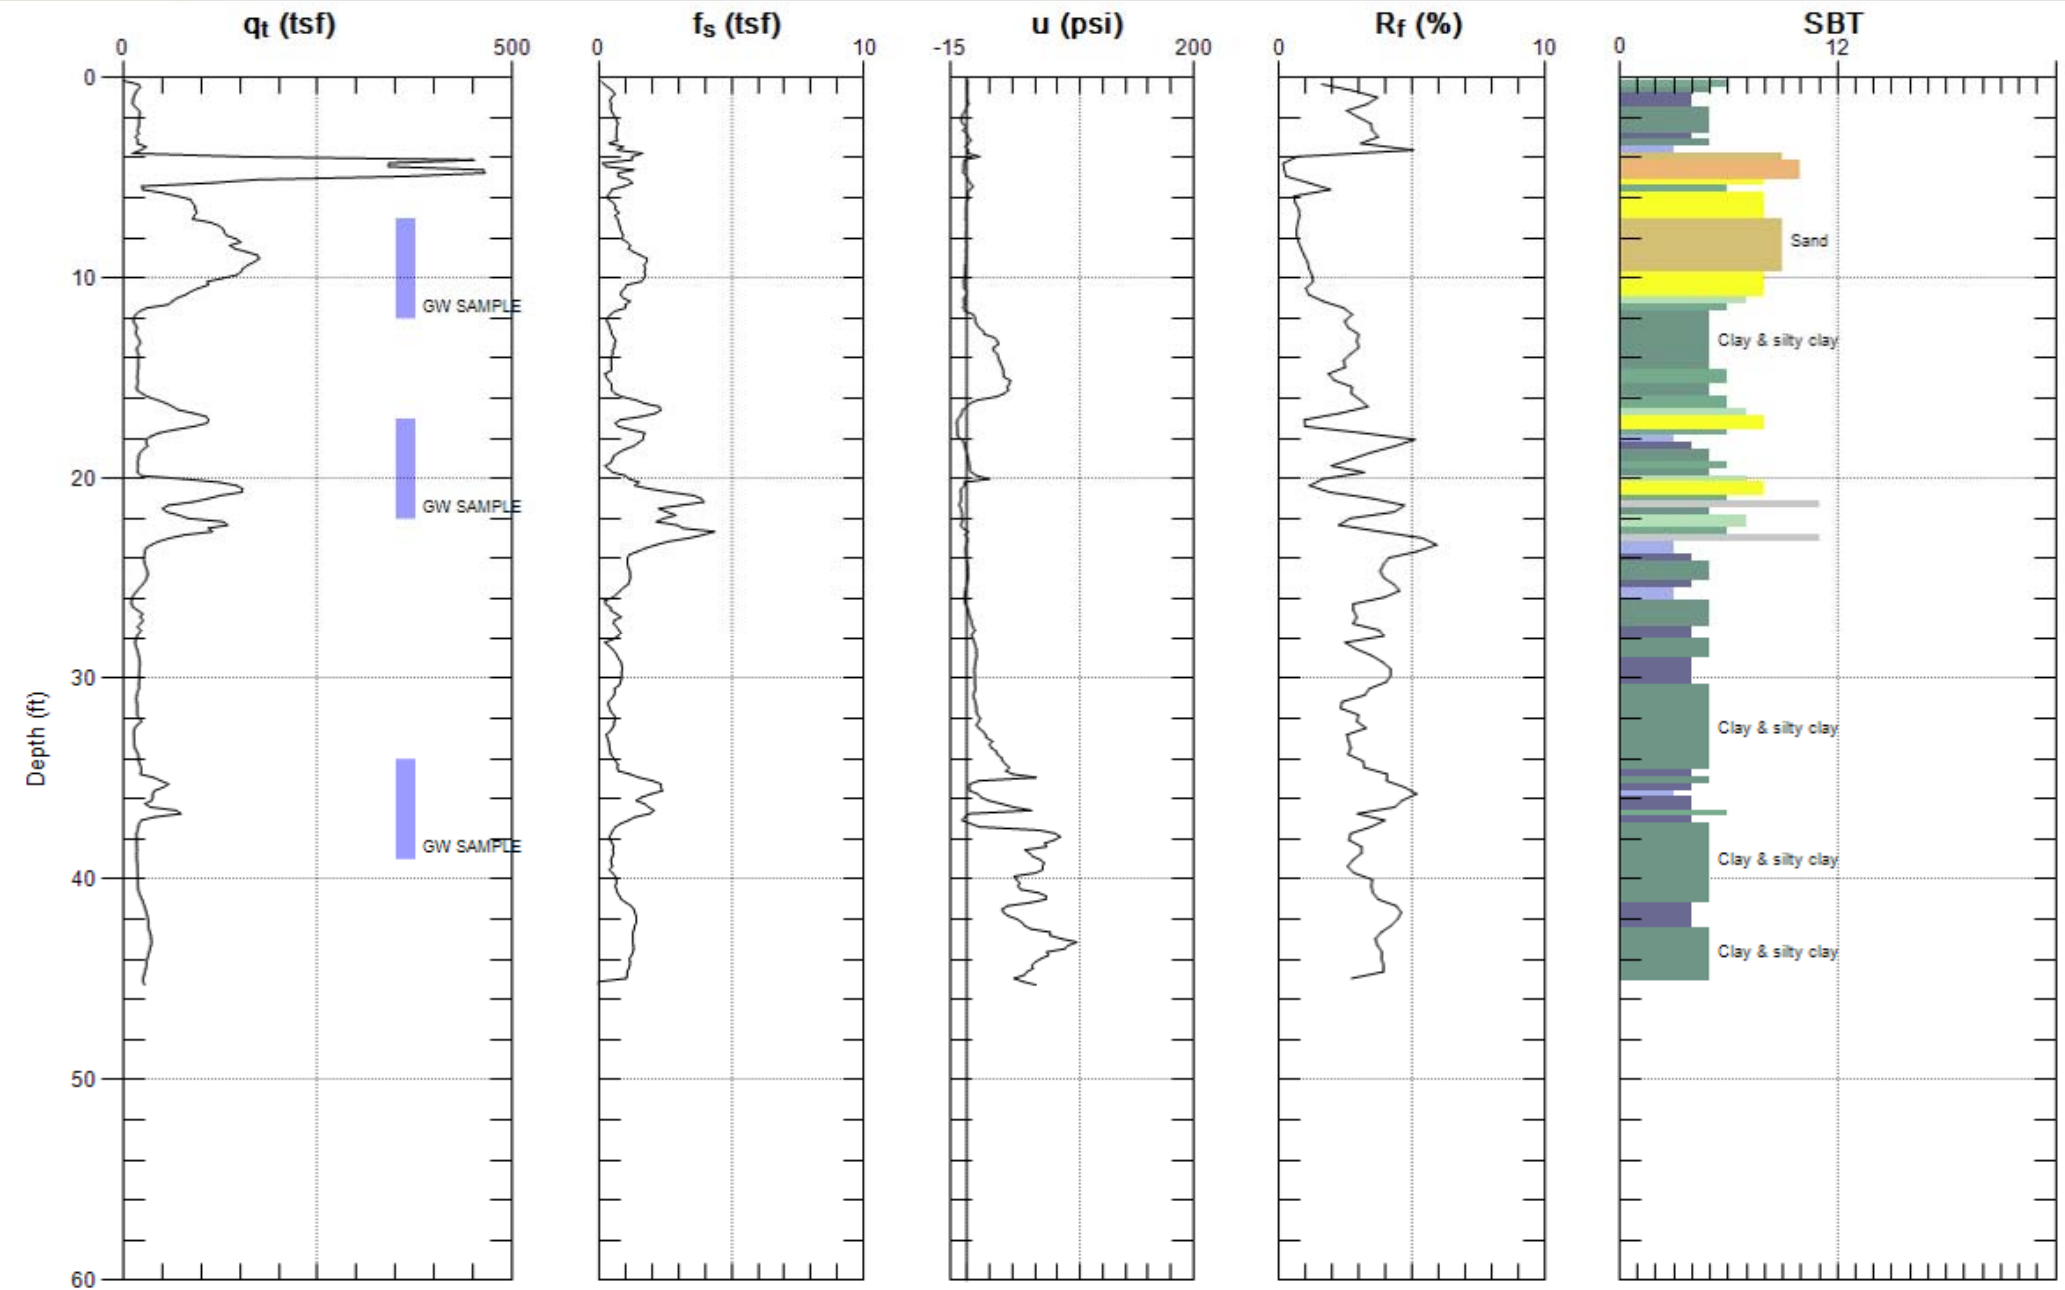 qt (tsf)
fs (tsf)
u (psi)
Rf (%)
SBT
0 500
0 10
-15 200
0 10
0 12
0
10
20
30
40
50
60
Depth (ft)
GW SAMPLE
GW SAMPLE
GW SAMPLE
Sand
Clay & silty clay
Clay & silty clay
Clay & silty clay
Clay & silty clay